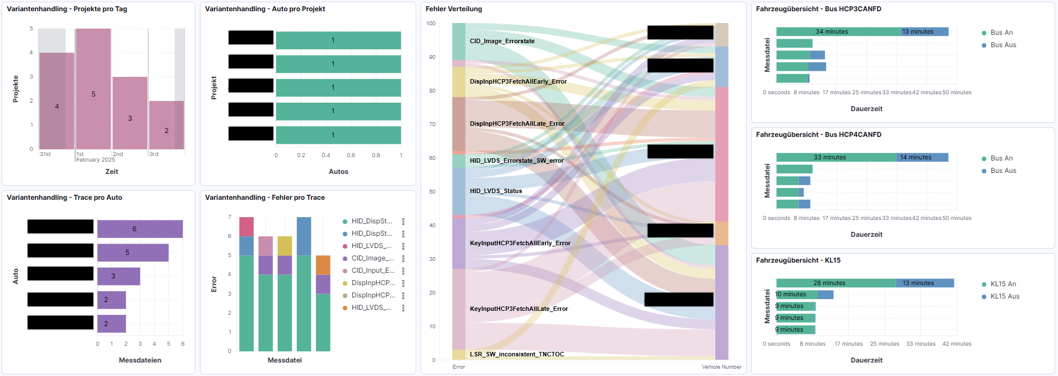 Variantenhandling - Projekte pro Tag
Projekte
5
4
3
2
1
0
4
5
3
2
31st
1st
2nd
3rd
February 2025
Zeit
Variantenhandling - Auto pro Projekt
Projekt
1
1
1
1
1
0
0.2
0.4
0.6
0.8
1
Autos
Variantenhandling - Trace pro Auto
Auto
6
5
3
2
2
0
1
2
3
4
5
6
Messdateien
Variantenhandling - Fehler pro Trace
Error
7
6
5
4
3
2
1
0
Messdatei
HID_DispSt...
HID_DispSt...
HID_LVDS_...
CID_Image_...
CID_Input_E...
DispInpHCP...
DispInpHCP...
HID_LVDS_...
Fehler Verteilung
100
90
80
70
60
50
40
30
20
10
0
CID_Image_Errorstate
DispInpHCP3FetchAllEarly_Error
DispInpHCP3FetchAllLate_Error
HID_LVDS_Errorstate_SW_error
HID_LVDS_Status
KeyInputHCP3FetchAllEarly_Error
KeyInputHCP3FetchAllLate_Error
LSR_SW_inconsistent_TNCTOC
Error
Vehicle Number
Fahrzeugübersicht - Bus HCP3CANFD
Messdatei
34 minutes
13 minutes
0 seconds
8 minutes
17 minutes
25 minutes
33 minutes
42 minutes
50 minutes
Dauerzeit
Bus An
Bus Aus
Fahrzeugübersicht - Bus HCP4CANFD
Messdatei
33 minutes
14 minutes
0 seconds
8 minutes
17 minutes
25 minutes
33 minutes
42 minutes
50 minutes
Dauerzeit
Bus An
Bus Aus
Fahrzeugübersicht - KL15
Messdatei
28 minutes
13 minutes
10 minutes
9 minutes
9 minutes
9 minutes
0 seconds
8 minutes
17 minutes
25 minutes
33 minutes
42 minutes
Dauerzeit
KL15 An
KL15 Aus